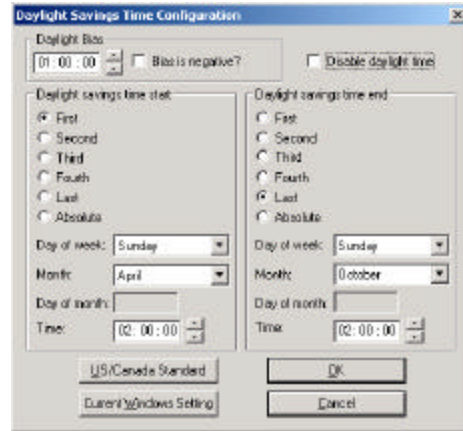 Daylight Savings Time Configuration
Daylight Bias
01:00:00
Bias is negative?
Disable daylight time
Daylight savings time start
First
Second
Third
Fourth
Last
Absolute
Day of week: Sunday
Month: April
Day of month:
Time: 02:00:00
Daylight savings time end
First
Second
Third
Fourth
Last
Absolute
Day of week: Sunday
Month: October
Day of month:
Time: 02:00:00
US/Canada Standard
OK
Current Windows Setting
Cancel